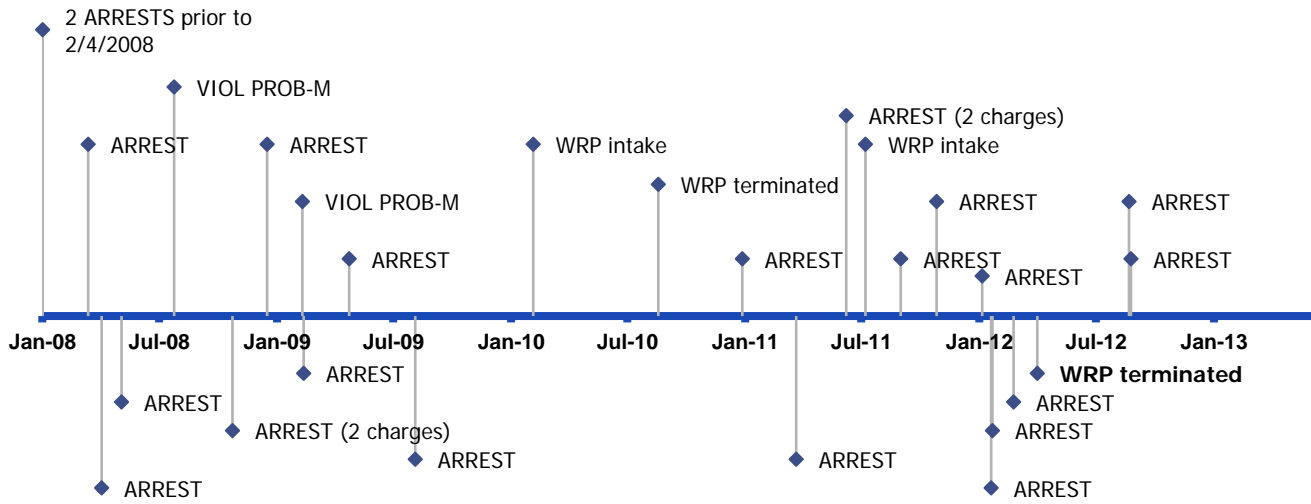 2 ARRESTS prior to
2/4/2008
VIOL PROB-M
ARREST (2 charges)
ARREST
ARREST
WRP intake
WRP intake
WRP terminated
VIOL PROB-M
ARREST
ARREST
ARREST
ARREST
ARREST
ARREST
ARREST
Jan-08
Jul-08
Jan-09
Jul-09
Jan-10
Jul-10
Jan-11
Jul-11
Jan-12
Jul-12
Jan-13
ARREST
WRP terminated
ARREST
ARREST
ARREST (2 charges)
ARREST
ARREST
ARREST
ARREST
ARREST